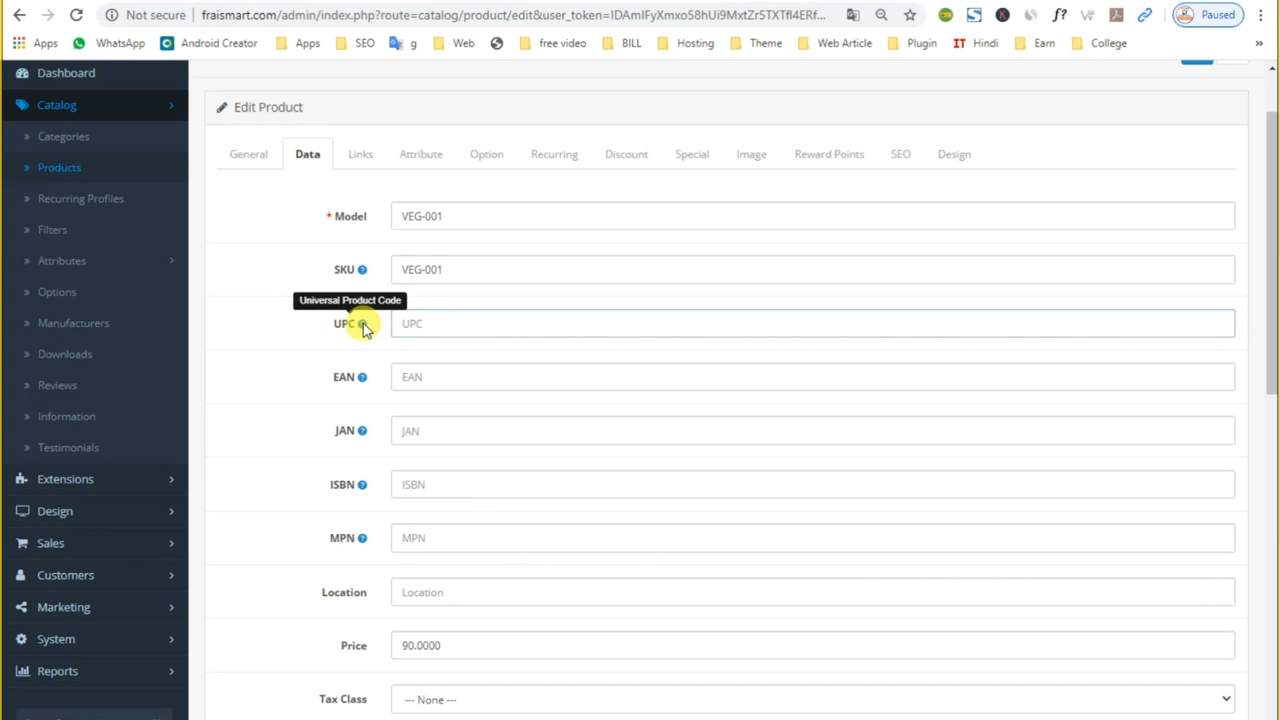 Not secure fraismart.com/admin/index.php?route=catalog/product/edit&user_token=IDAmIFyXmxo58hUi9MxtZr5TXTfl4ERf... Paused
Apps WhatsApp Android Creator Apps SEO g Web free video BILL Hosting Theme Web Article Plugin IT Hindi Earn College »
Dashboard
Catalog
Categories
Products
Recurring Profiles
Filters
Attributes
Options
Manufacturers
Downloads
Reviews
Information
Testimonials
Extensions
Design
Sales
Customers
Marketing
System
Reports
Edit Product
General Data Links Attribute Option Recurring Discount Special Image Reward Points SEO Design
* Model VEG-001
SKU VEG-001
Universal Product Code
UPC UPC
EAN EAN
JAN JAN
ISBN ISBN
MPN MPN
Location Location
Price 90.0000
Tax Class --- None ---